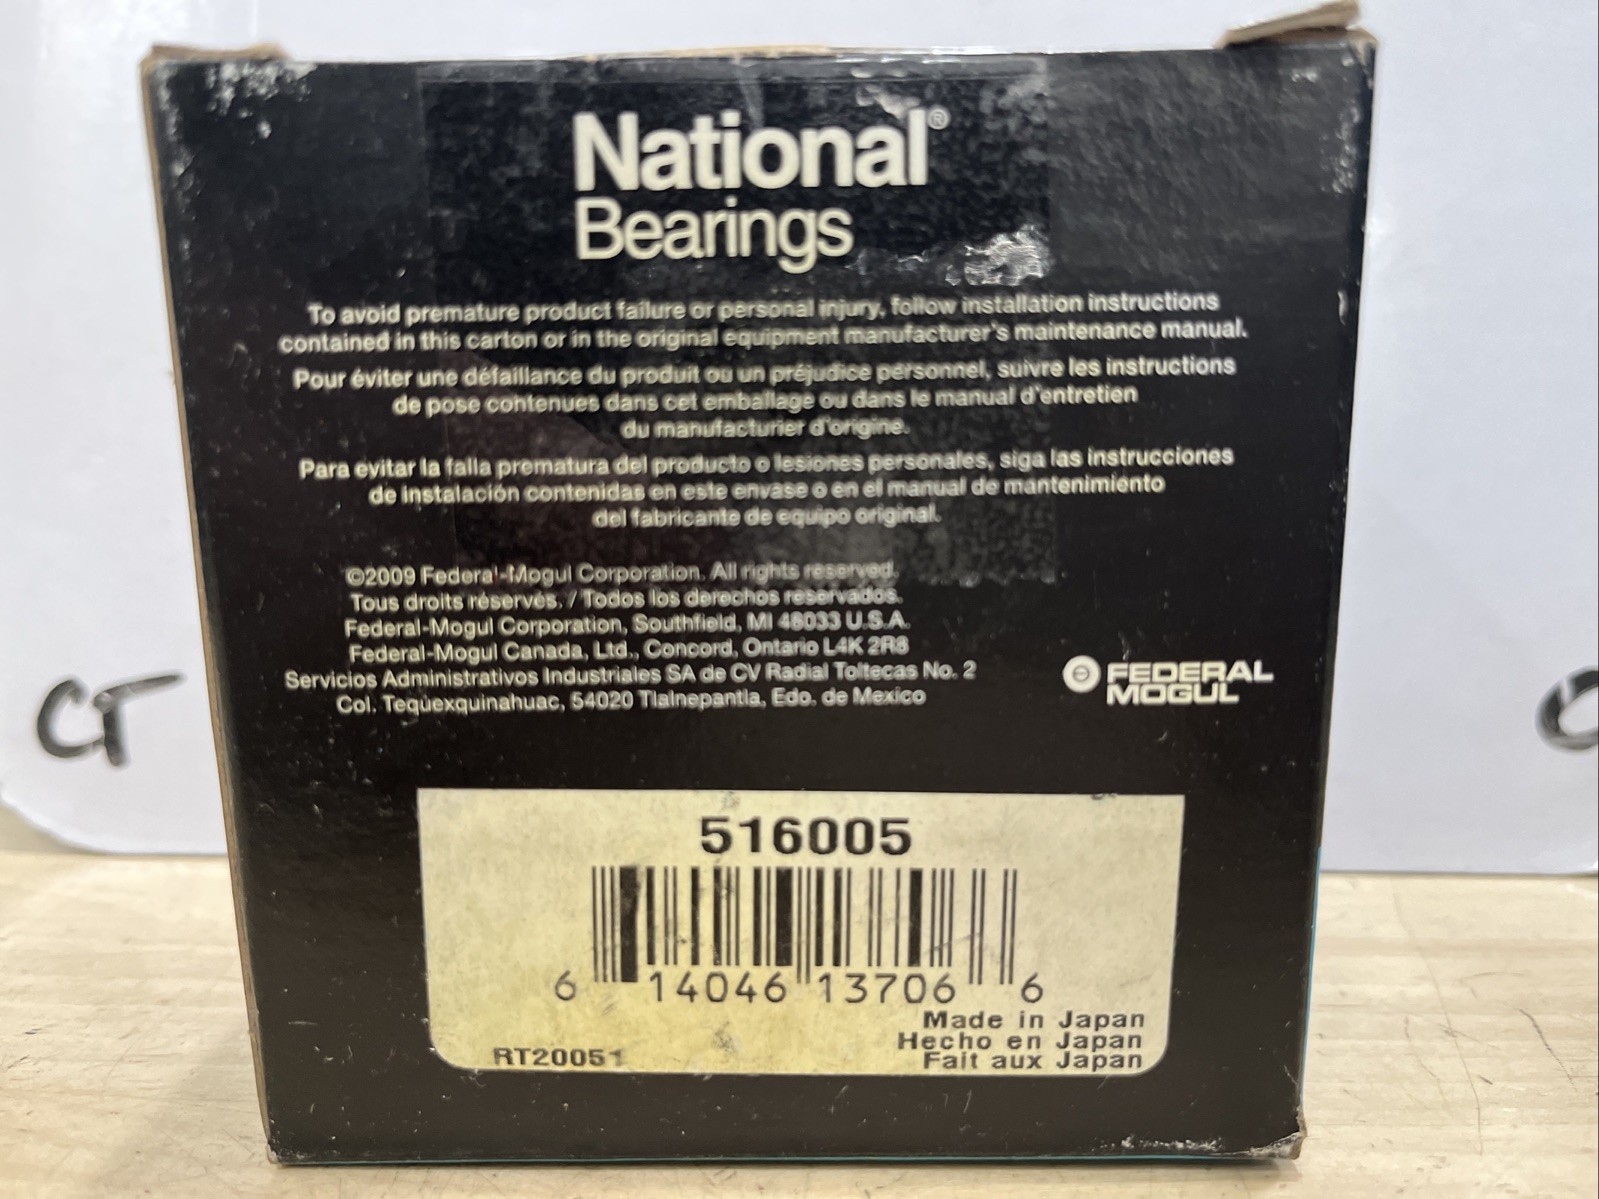 National®
Bearings
To avoid premature product failure or personal injury, follow installation instructions
contained in this carton or in the original equipment manufacturer's maintenance manual.
Pour éviter une défaillance du produit ou un préjudice personnel, suivre les instructions
de pose contenues dans cet emballage ou dans le manual d'entretien
du manufacturier d'origine.
Para evitar la falla prematura del producto o lesiones personales, siga las instrucciones
de instalación contenidas en este envase o en el manual de mantenimiento
del fabricante de equipo original.
©2009 Federal-Mogul Corporation. All rights reserved.
Tous droits réservés. / Todos los derechos reservados.
Federal-Mogul Corporation, Southfield, MI 48033 U.S.A.
Federal-Mogul Canada, Ltd., Concord, Ontario L4K 2R8
Servicios Administrativos Industriales SA de CV Radial Toltecas No. 2
Col. Tequexquinahuac, 54020 Tlalnepantla, Edo. de Mexico
FEDERAL
MOGUL
CT
516005
6 14046 13706 6
Made in Japan
Hecho en Japan
Fait aux Japan
RT20051